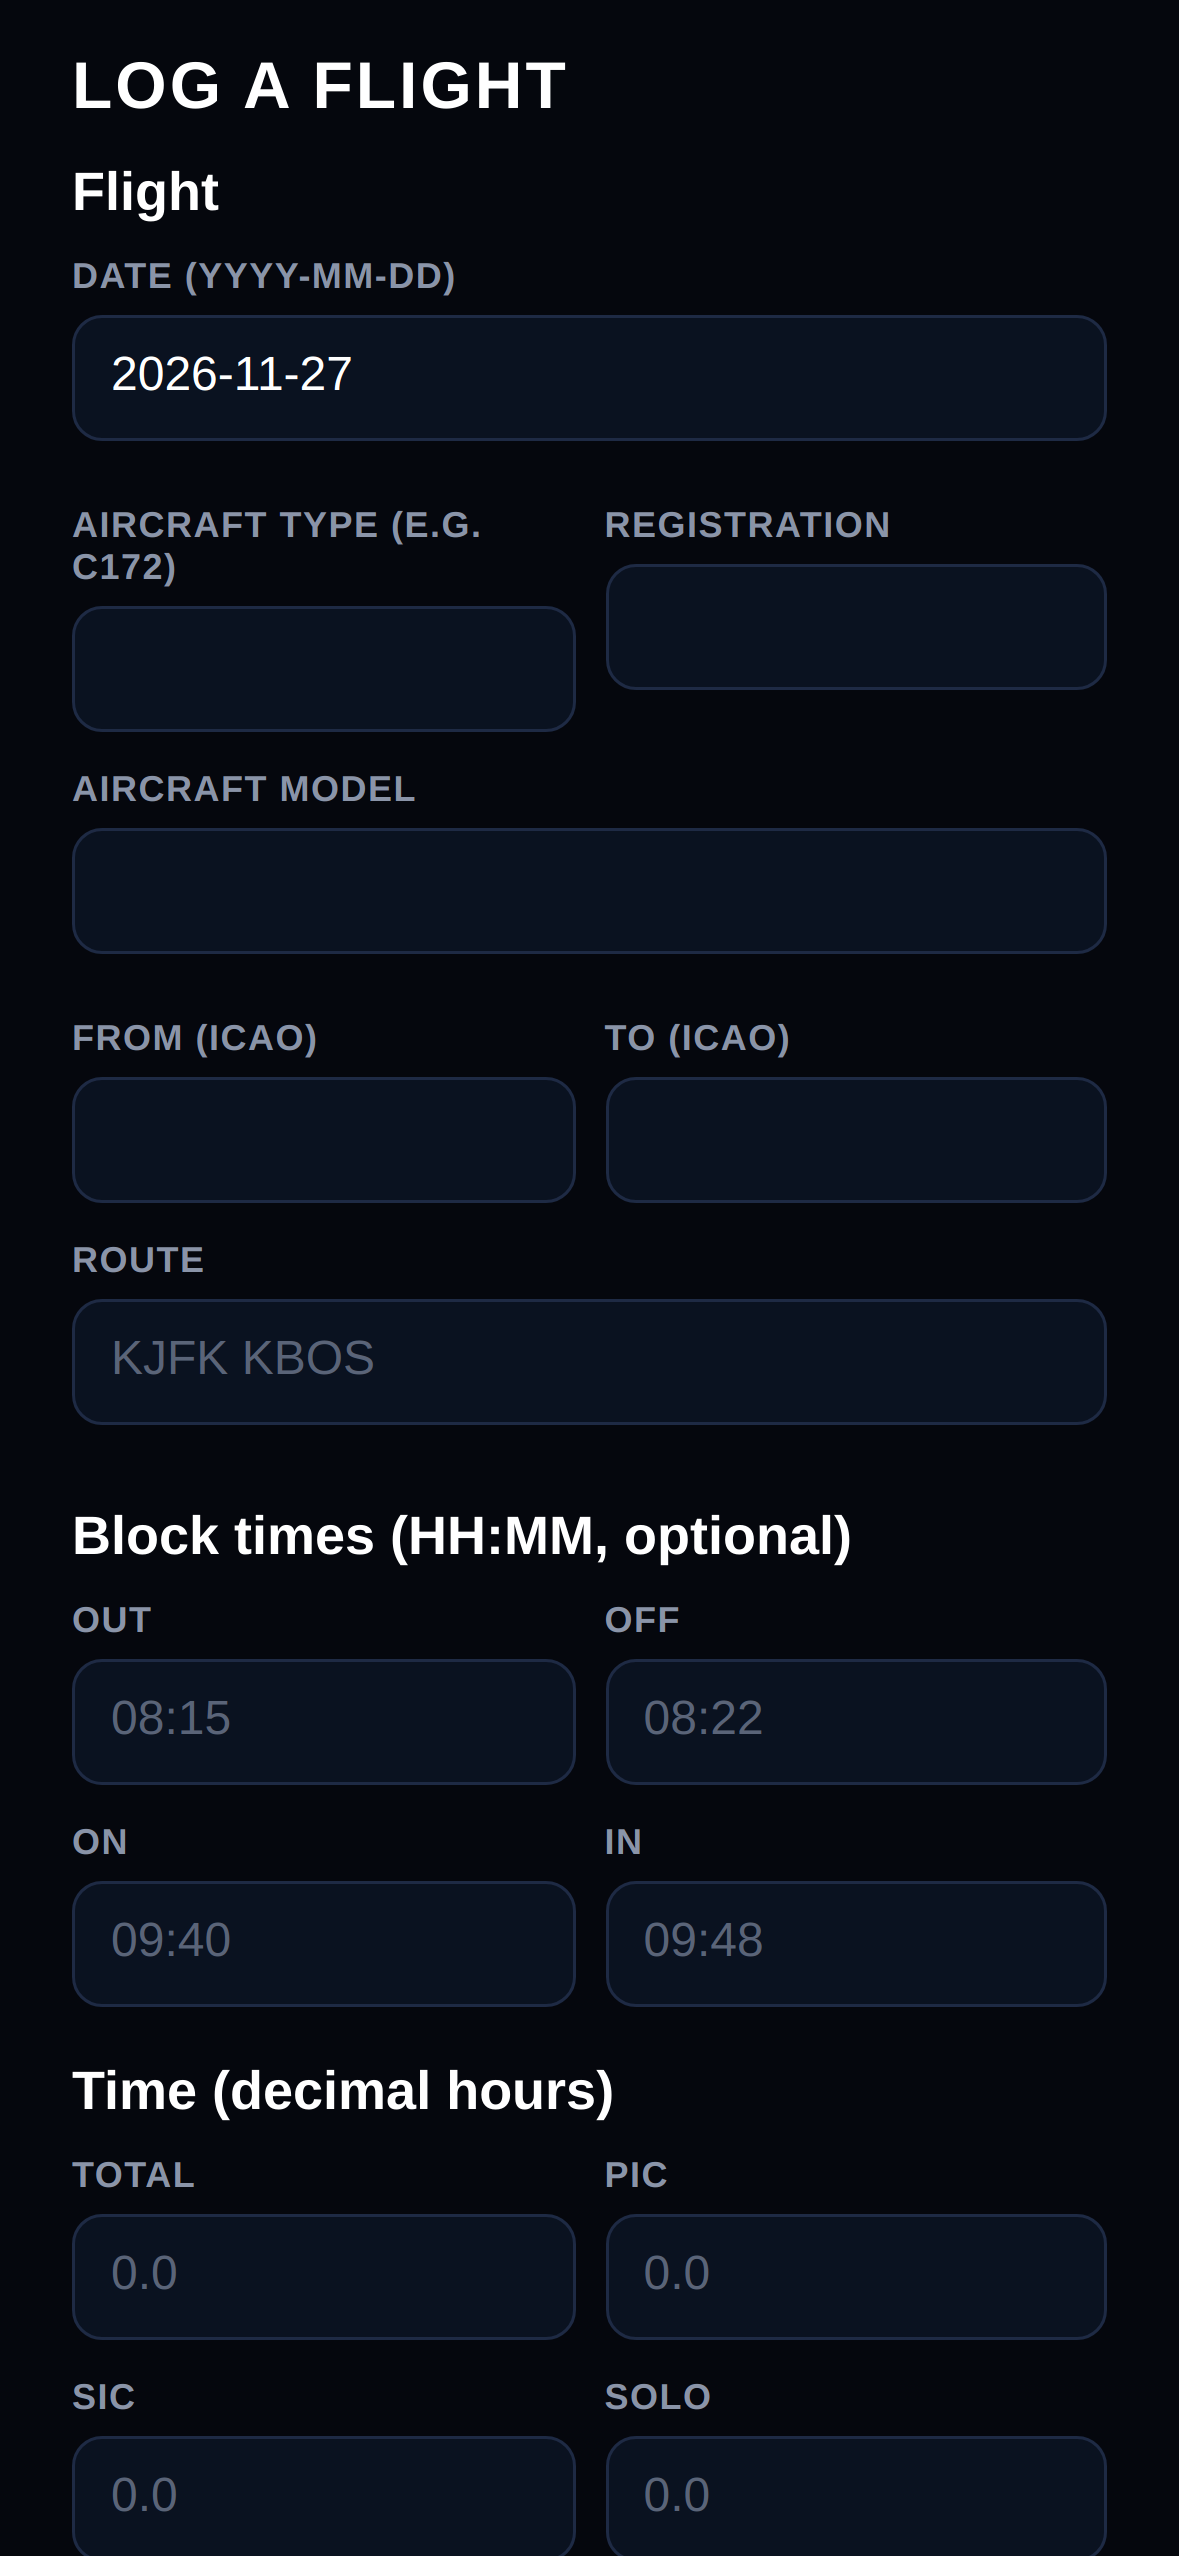 LOG A FLIGHT
Flight
DATE (YYYY-MM-DD)
2026-11-27
AIRCRAFT TYPE (E.G.
C172)
REGISTRATION
AIRCRAFT MODEL
FROM (ICAO)
TO (ICAO)
ROUTE
KJFK KBOS
Block times (HH:MM, optional)
OUT
OFF
08:15
08:22
ON
IN
09:40
09:48
Time (decimal hours)
TOTAL
PIC
0.0
0.0
SIC
SOLO
0.0
0.0